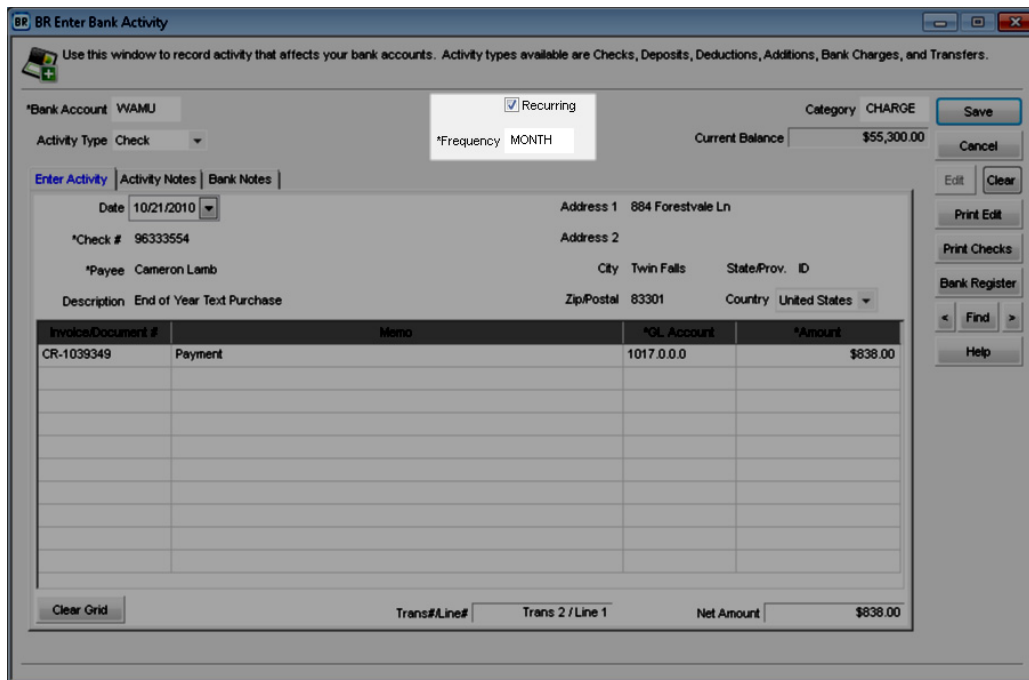 BR BR Enter Bank Activity
Use this window to record activity that affects your bank accounts. Activity types available are Checks, Deposits, Deductions, Additions, Bank Charges, and Transfers.
*Bank Account WAMU Recurring Category CHARGE Save
Activity Type Check *Frequency MONTH Current Balance $55,300.00 Cancel
Enter Activity Activity Notes Bank Notes Edit Clear
Date 10/21/2010 Address 1 884 Forestvale Ln Print Edit
*Check # 96333554 Address 2 Print Checks
*Payee Cameron Lamb City Twin Falls State/Prov. ID Bank Register
Description End of Year Text Purchase Zip/Postal 83301 Country United States < Find >
Invoice/Document # Memo *GL Account *Amount
CR-1039349 Payment 1017.0.0.0 $838.00 Help
Clear Grid Trans#/Line# Trans 2 / Line 1 Net Amount $838.00